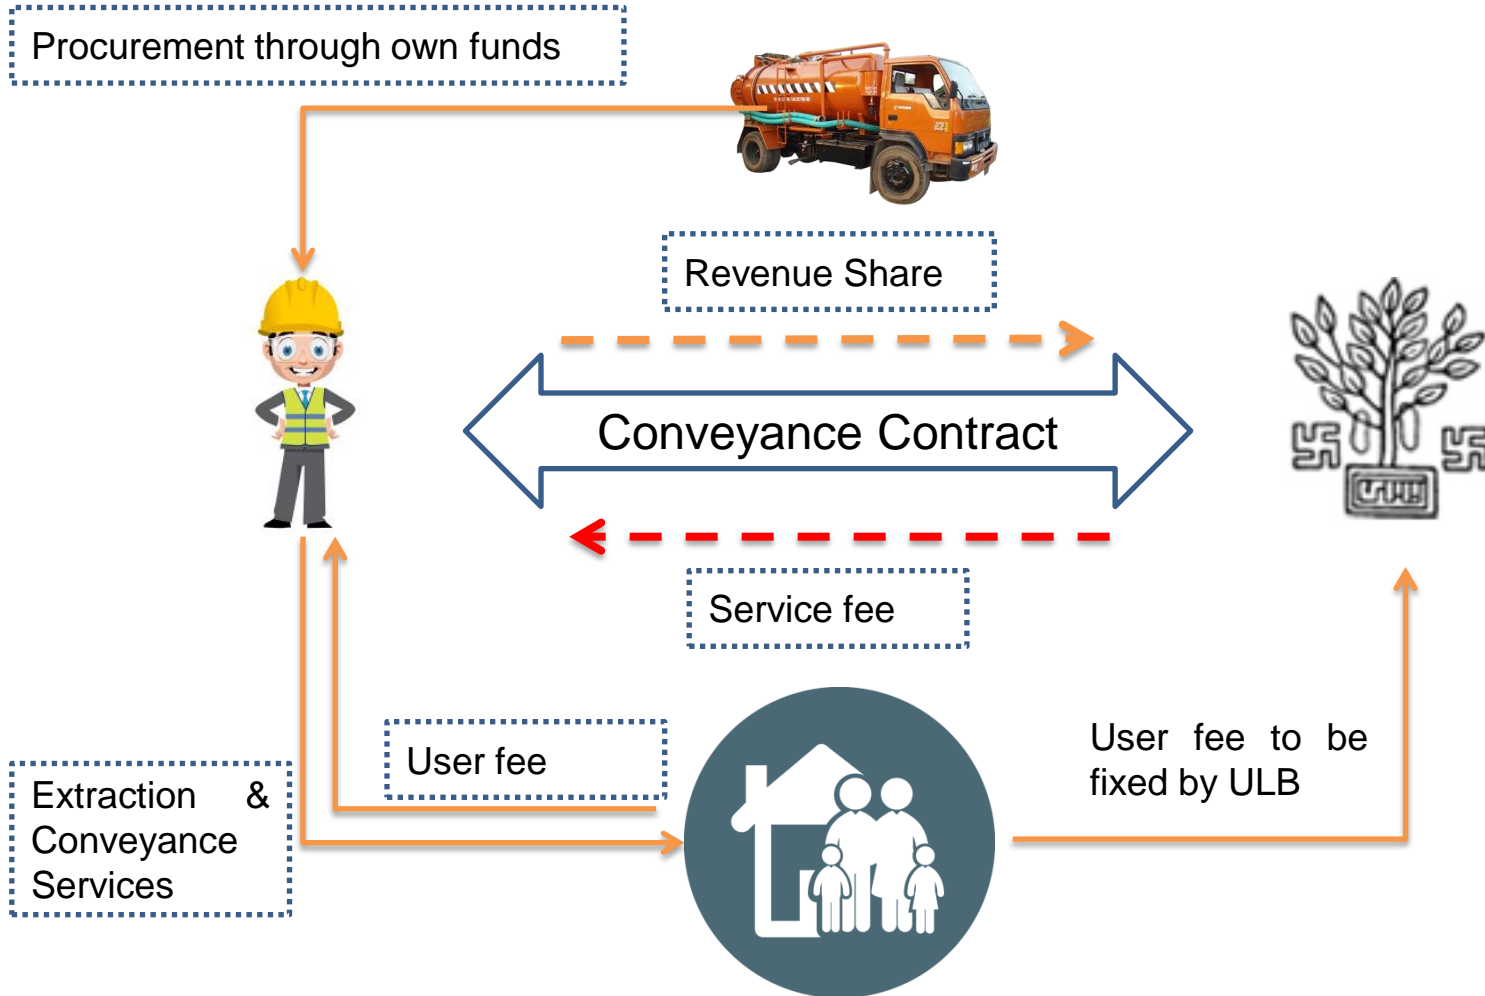 Procurement through own funds
Revenue Share
Conveyance Contract
Service fee
User fee
User fee to be
fixed by ULB
Extraction &
Conveyance
Services